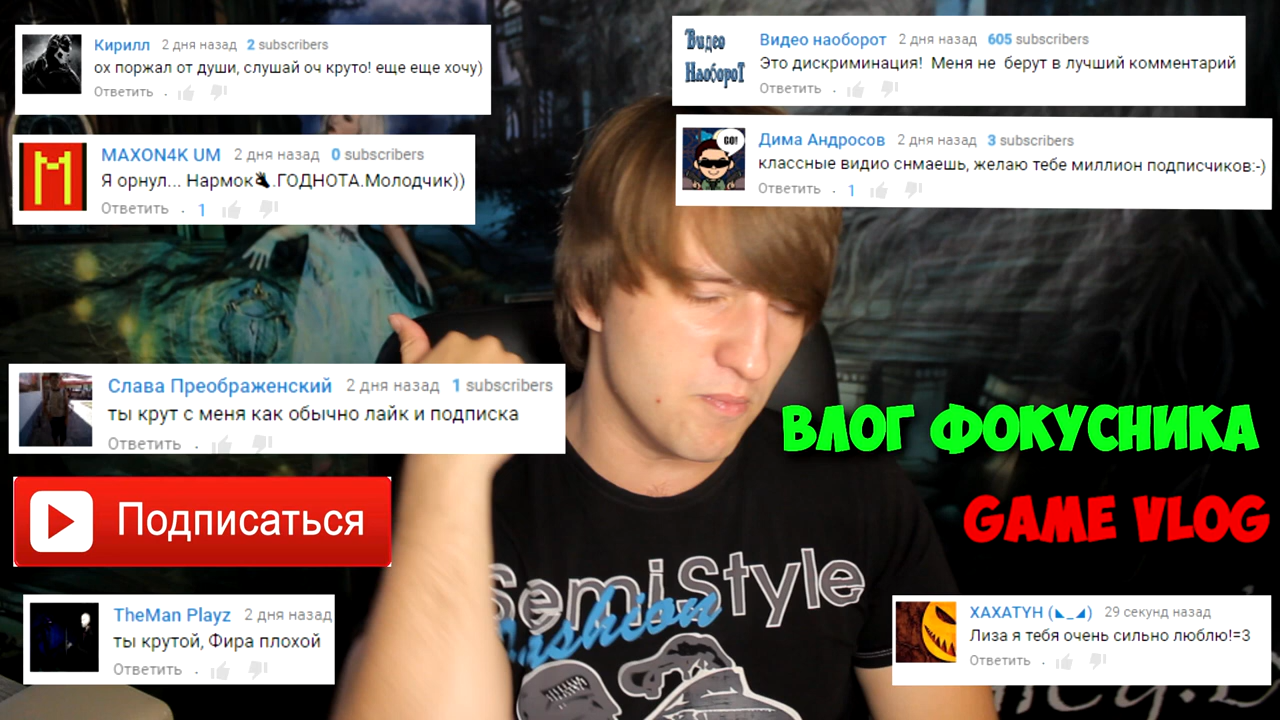 Кирилл 2 дня назад 2 subscribers
ох поржал от души, слушай оч круто! еще еще хочу)
Ответить
Видео наоборот
Видео наоборот 2 дня назад 605 subscribers
Это дискриминация! Меня не берут в лучший комментарий
Ответить
MAXON4K UM 2 дня назад 0 subscribers
Я орнул... Нармок.ГОДНОТА.Молодчик))
Ответить . 1
GO!
Дима Андросов 2 дня назад 3 subscribers
классные видио снмаешь, желаю тебе миллион подписчиков:-)
Ответить . 1
Слава Преображенский 2 дня назад 1 subscribers
ты крут с меня как обычно лайк и подписка
Ответить
ВЛОГ ФОКУСНИКА
GAME VLOG
Подписаться
SemiStyle
fashion
TheMan Playz 2 дня назад
ты крутой, Фира плохой
Ответить
ХАХАТУН (◣_◢) 29 секунд назад
Лиза я тебя очень сильно люблю!=3
Ответить